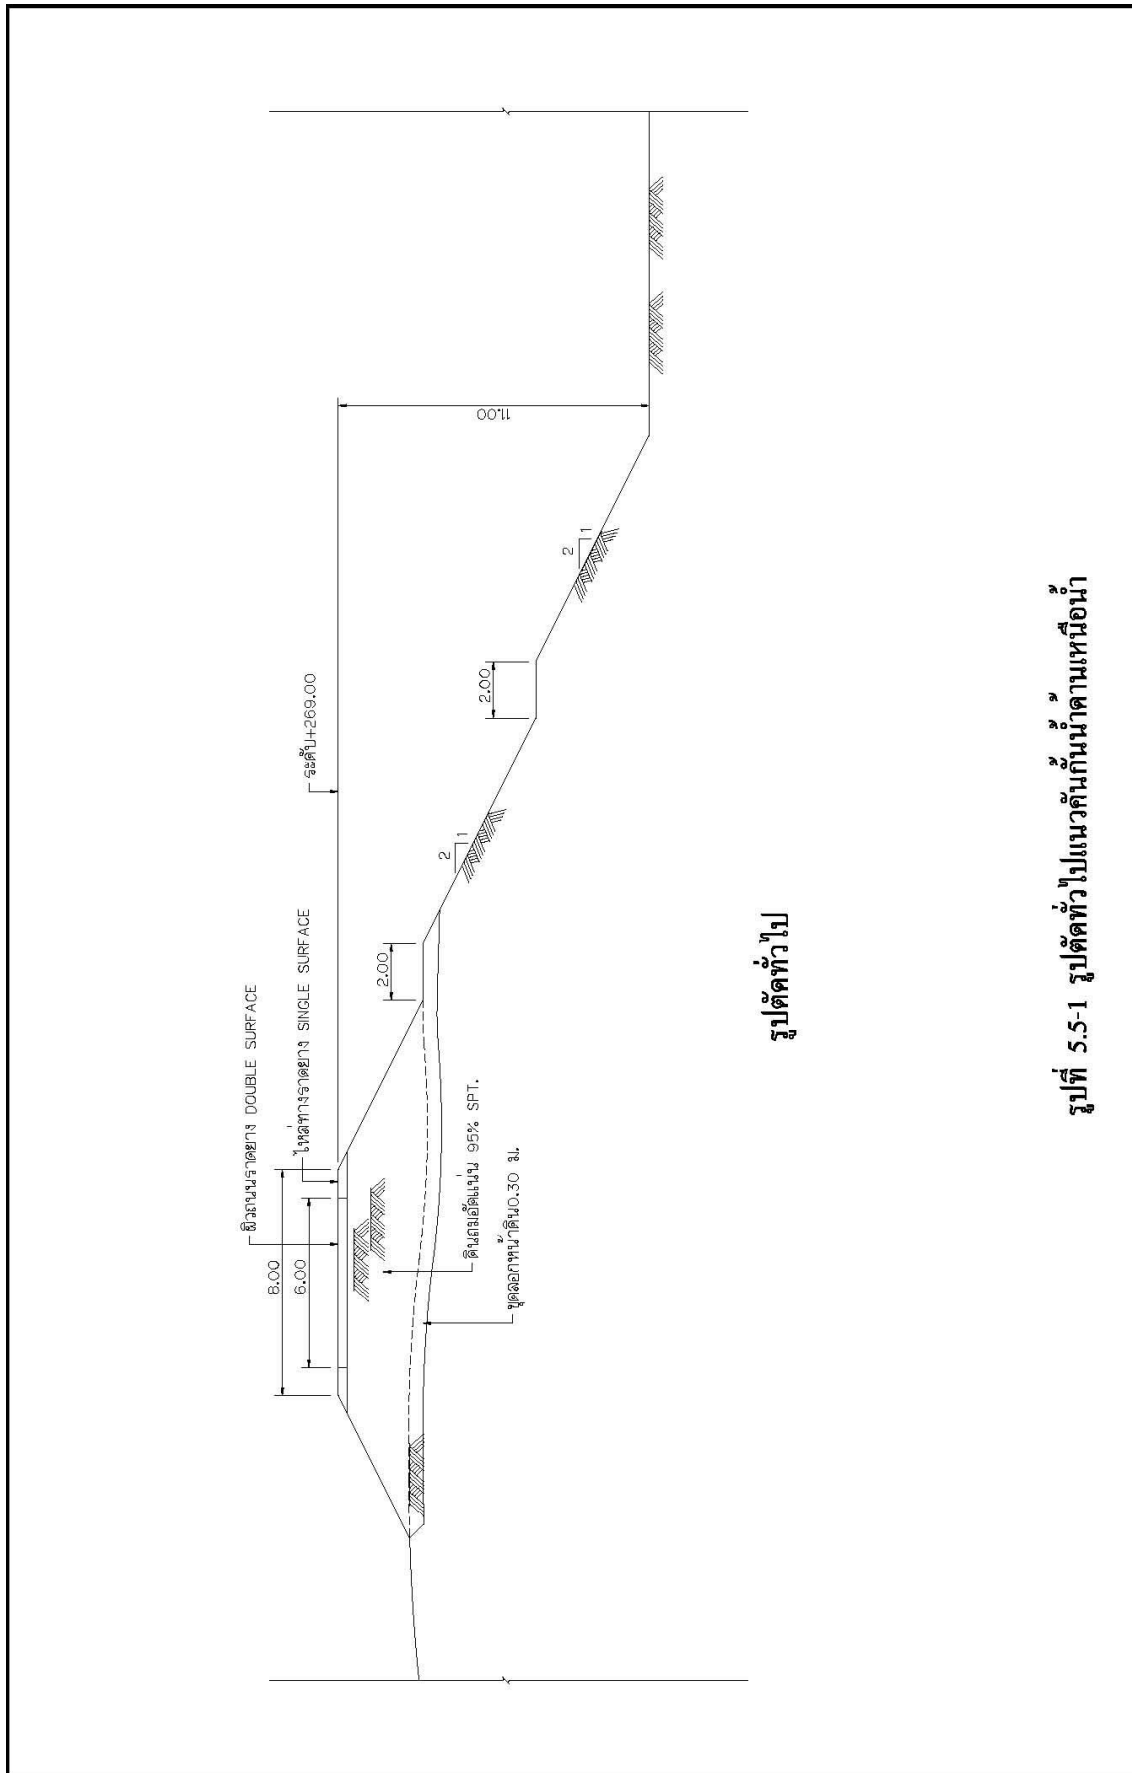 ผิวถนนราดยาง DOUBLE SURFACE
ไหล่ทางราดยาง SINGLE SURFACE
ระดับ+269.00
8.00
6.00
11.00
2.00
2
1
2.00
2
1
ดินถมอัดแน่น 95% SPT.
ขุดลอกหน้าดิน0.30 ม.
รูปตัดทั่วไป
รูปที่ 5.5-1 รูปตัดทั่วไปแนวคันกั้นน้ำด้านเหนือน้ำ